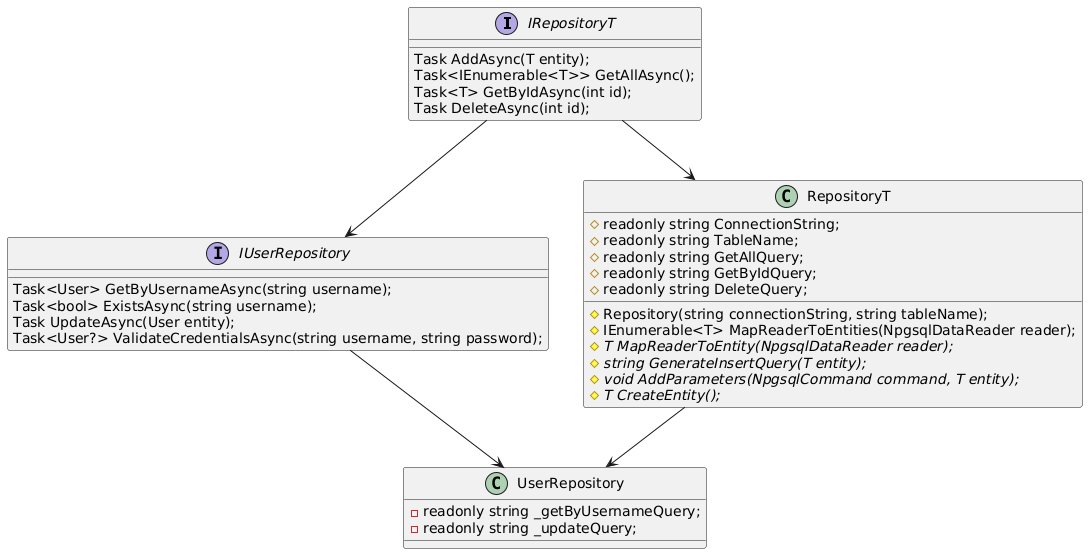 I IRepositoryT
Task AddAsync(T entity);
Task<IEnumerable<T>> GetAllAsync();
Task<T> GetByIdAsync(int id);
Task DeleteAsync(int id);
I IUserRepository
Task<User> GetByUsernameAsync(string username);
Task<bool> ExistsAsync(string username);
Task UpdateAsync(User entity);
Task<User?> ValidateCredentialsAsync(string username, string password);
C RepositoryT
readonly string ConnectionString;
readonly string TableName;
readonly string GetAllQuery;
readonly string GetByIdQuery;
readonly string DeleteQuery;
Repository(string connectionString, string tableName);
IEnumerable<T> MapReaderToEntities(NpgsqlDataReader reader);
T MapReaderToEntity(NpgsqlDataReader reader);
string GenerateInsertQuery(T entity);
void AddParameters(NpgsqlCommand command, T entity);
T CreateEntity();
C UserRepository
readonly string _getByUsernameQuery;
readonly string _updateQuery;